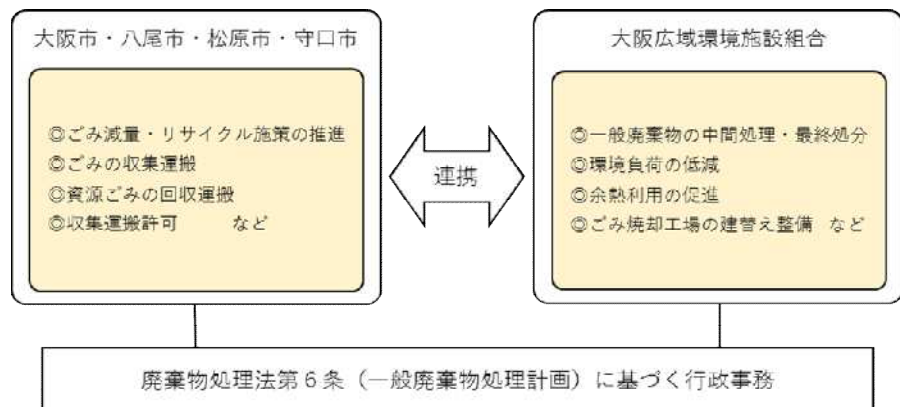 大阪市・八尾市・松原市・守口市
◎ごみ減量・リサイクル施策の推進
◎ごみの収集運搬
◎資源ごみの回収運搬
◎収集運搬許可　　　など
連携
大阪広域環境施設組合
◎一般廃棄物の中間処理・最終処分
◎環境負荷の低減
◎余熱利用の促進
◎ごみ焼却工場の建替え整備　など
廃棄物処理法第６条（一般廃棄物処理計画）に基づく行政事務